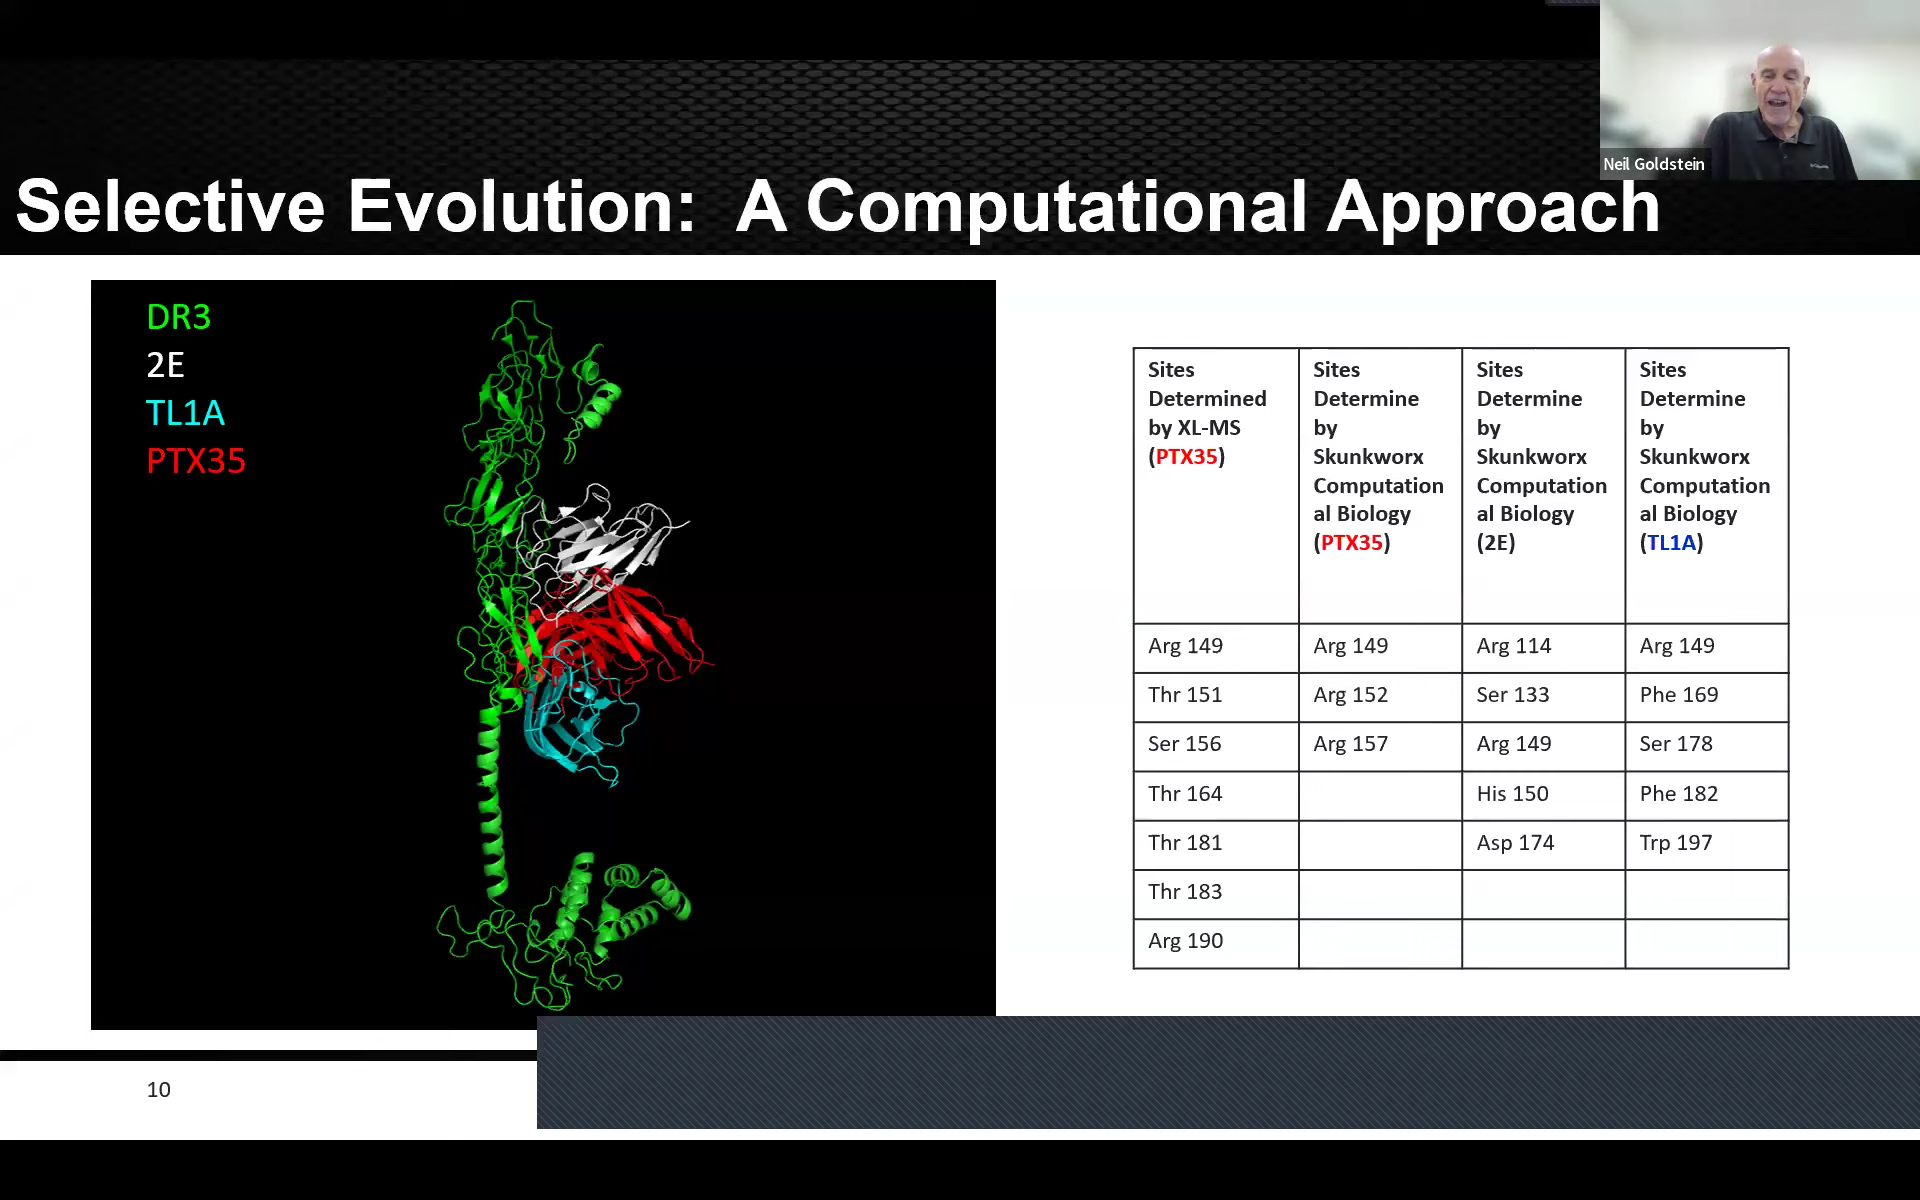 Neil Goldstein
Selective Evolution: A Computational Approach
DR3
2E
TL1A
PTX35
Sites
Determined
by XL-MS
(PTX35)
Sites
Determine
by
Skunkworx
Computation
al Biology
(PTX35)
Sites
Determine
by
Skunkworx
Computation
al Biology
(2E)
Sites
Determine
by
Skunkworx
Computation
al Biology
(TL1A)
Arg 149 Arg 149 Arg 114 Arg 149
Thr 151 Arg 152 Ser 133 Phe 169
Ser 156 Arg 157 Arg 149 Ser 178
Thr 164 His 150 Phe 182
Thr 181 Asp 174 Trp 197
Thr 183
Arg 190
10